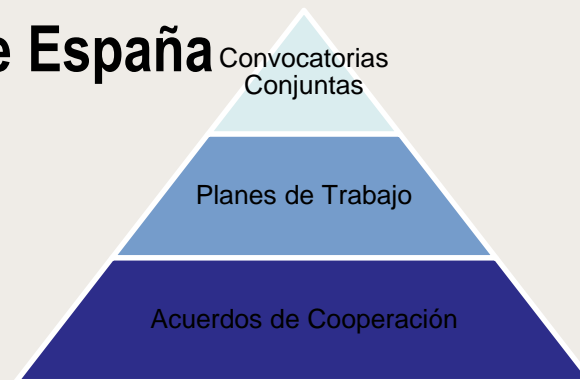 e España
Convocatorias
Conjuntas
Planes de Trabajo
Acuerdos de Cooperación